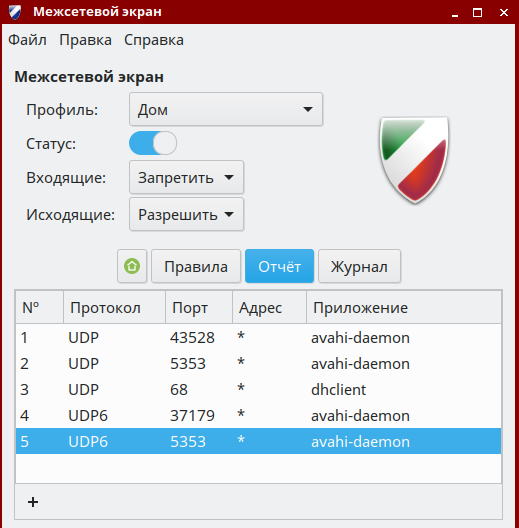 Межсетевой экран
Файл Правка Справка
Межсетевой экран
Профиль: Дом
Статус:
Входящие: Запретить
Исходящие: Разрешить
Правила Отчёт Журнал
№ Протокол Порт Адрес Приложение
1 UDP 43528 * avahi-daemon
2 UDP 5353 * avahi-daemon
3 UDP 68 * dhclient
4 UDP6 37179 * avahi-daemon
5 UDP6 5353 * avahi-daemon
+